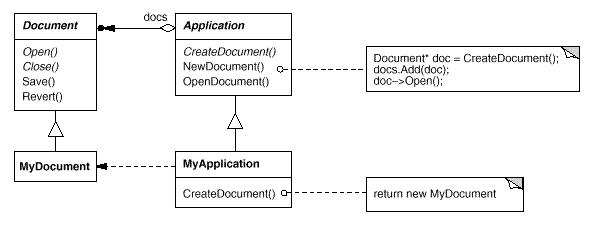 docs
Document
Open()
Close()
Save()
Revert()
Application
CreateDocument()
NewDocument()
OpenDocument()
Document* doc = CreateDocument();
docs.Add(doc);
doc->Open();
MyDocument
MyApplication
CreateDocument()
return new MyDocument